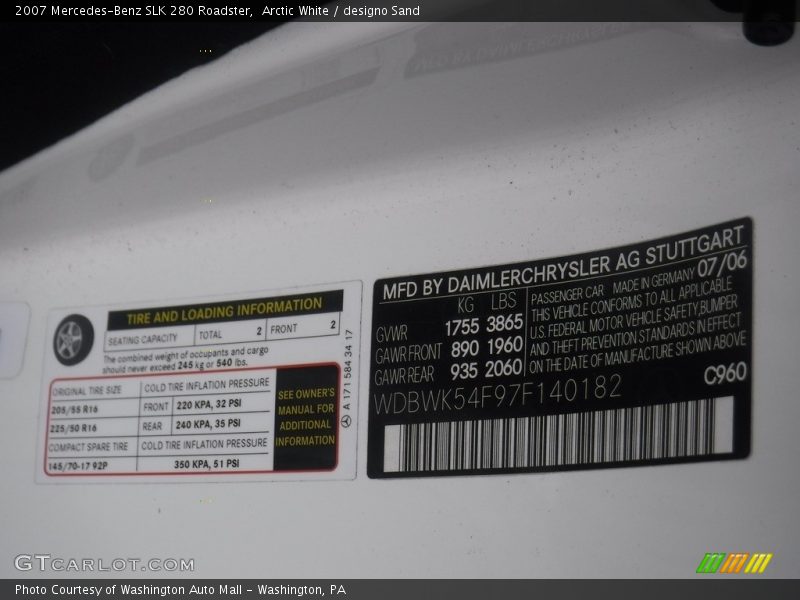 2007 Mercedes-Benz SLK 280 Roadster,  Arctic White / designo Sand
TIRE AND LOADING INFORMATION
SEATING CAPACITY TOTAL 2 FRONT 2
The combined weight of occupants and cargo
should never exceed 245 kg or 540 lbs.
ORIGINAL TIRE SIZE COLD TIRE INFLATION PRESSURE
205/55 R16 FRONT 220 KPA, 32 PSI
225/50 R16 REAR 240 KPA, 35 PSI
COMPACT SPARE TIRE COLD TIRE INFLATION PRESSURE
145/70-17 92P 350 KPA, 51 PSI
SEE OWNER'S
MANUAL FOR
ADDITIONAL
INFORMATION
A 171 584 34 17
MFD BY DAIMLERCHRYSLER AG STUTTGART
KG LBS
GVWR 1755 3865
GAWR FRONT 890 1960
GAWR REAR 935 2060
PASSENGER CAR MADE IN GERMANY 07/06
THIS VEHICLE CONFORMS TO ALL APPLICABLE
U.S. FEDERAL MOTOR VEHICLE SAFETY,BUMPER
AND THEFT PREVENTION STANDARDS IN EFFECT
ON THE DATE OF MANUFACTURE SHOWN ABOVE
WDBWK54F97F140182 C960
GTCARLOT.COM
Photo Courtesy of Washington Auto Mall - Washington, PA